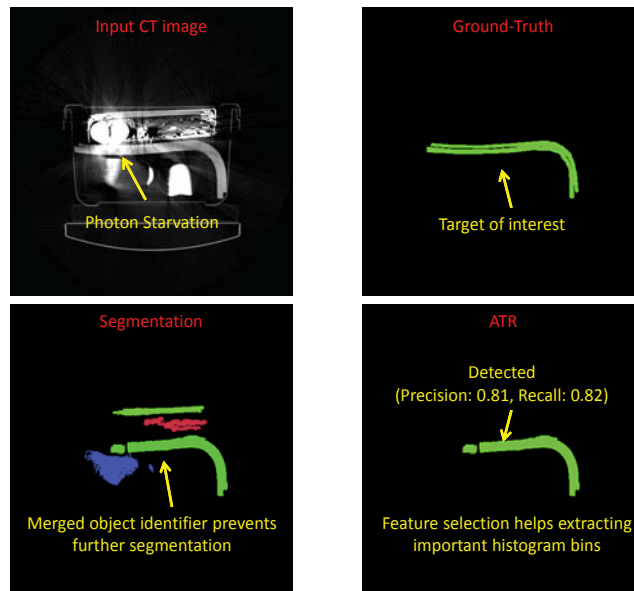 Input CT image
Photon Starvation
Ground-Truth
Target of interest
Segmentation
Merged object identifier prevents
further segmentation
ATR
Detected
(Precision: 0.81, Recall: 0.82)
Feature selection helps extracting
important histogram bins